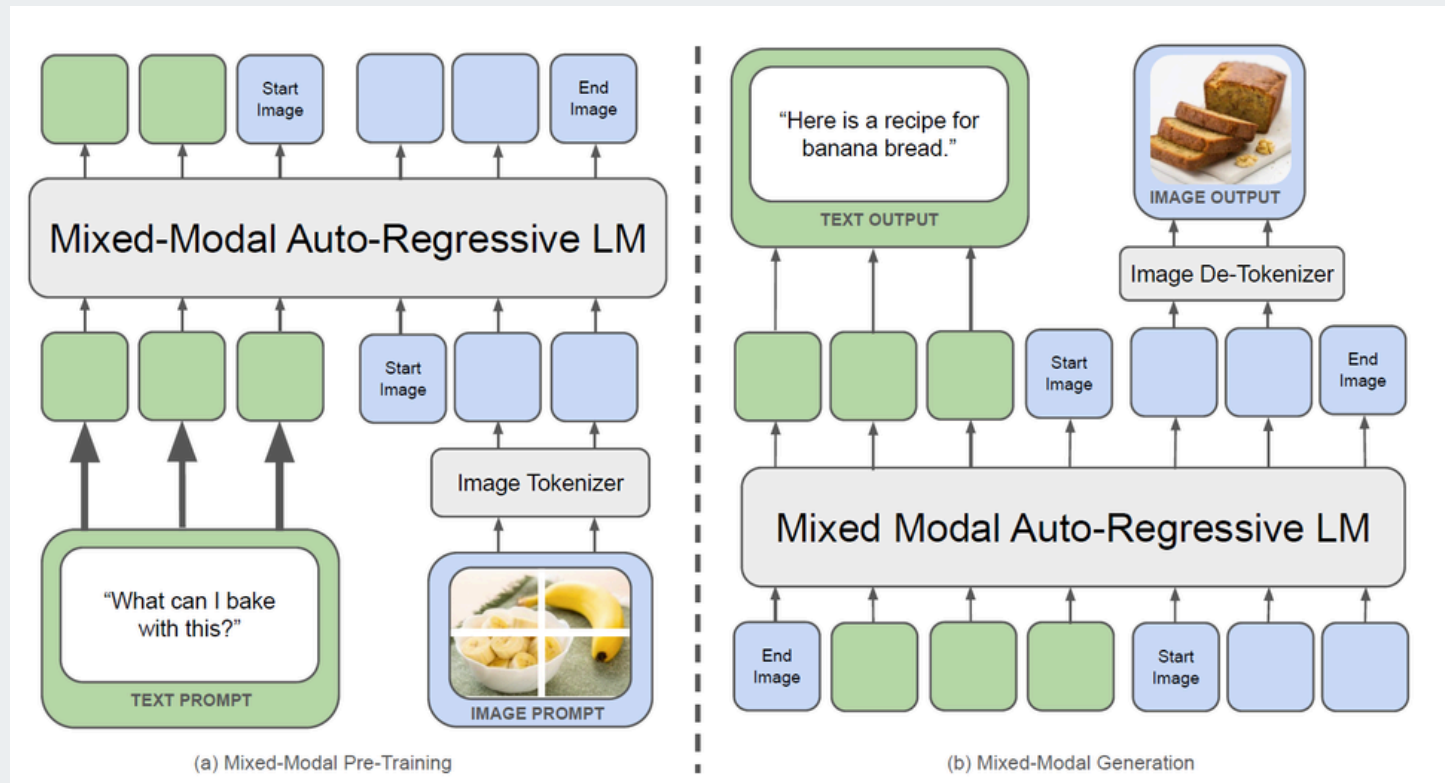 Start
Image
End
Image
Mixed-Modal Auto-Regressive LM
Start
Image
Image Tokenizer
“What can I bake
with this?”
TEXT PROMPT
IMAGE PROMPT
(a) Mixed-Modal Pre-Training
“Here is a recipe for
banana bread.”
TEXT OUTPUT
IMAGE OUTPUT
Image De-Tokenizer
Start
Image
End
Image
Mixed Modal Auto-Regressive LM
End
Image
Start
Image
(b) Mixed-Modal Generation